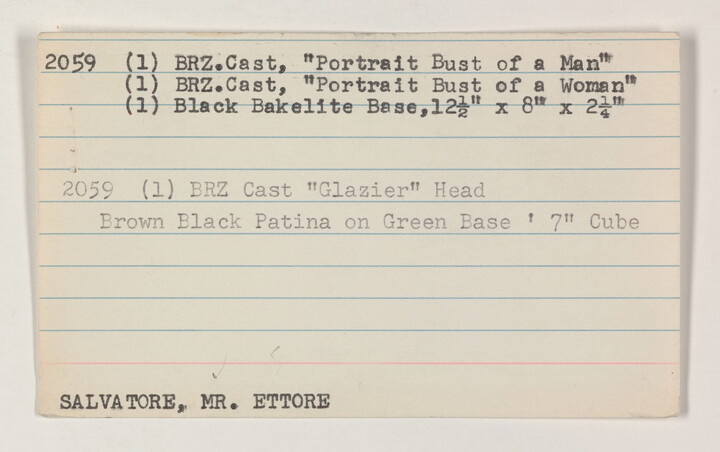 2059 (1) BRZ.Cast, "Portrait Bust of a Man"
(1) BRZ.Cast, "Portrait Bust of a Woman"
(1) Black Bakelite Base,12½" x 8" x 2¼"
2059 (1) BRZ Cast "Glazier" Head
Brown Black Patina on Green Base ' 7" Cube
SALVATORE, MR. ETTORE